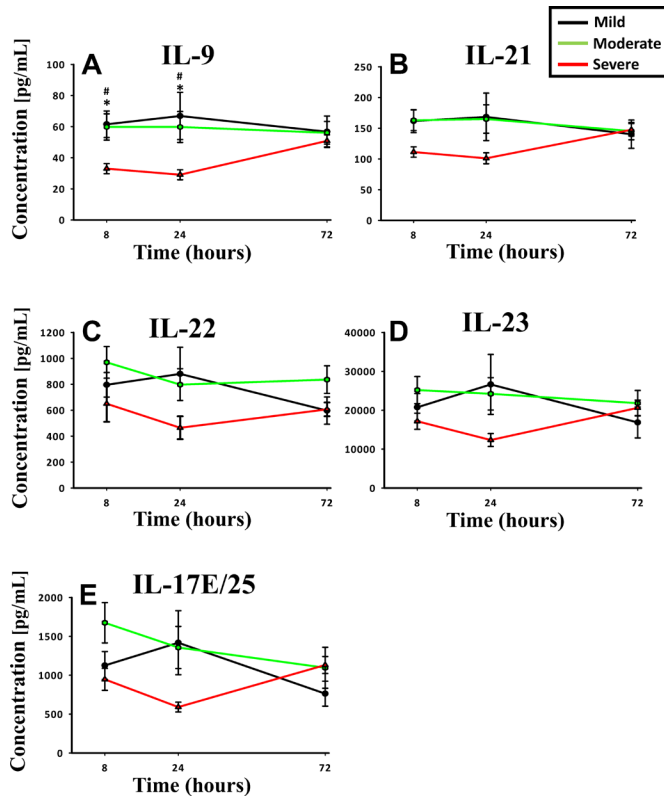 Mild
Moderate
Severe
A
IL-9
Concentration [pg/mL]
120
100
80
60
40
20
0
#
*
#
*
8
24
72
Time (hours)
B
IL-21
250
200
150
100
50
0
8
24
72
Time (hours)
C
IL-22
Concentration [pg/mL]
1200
1000
800
600
400
200
0
8
24
72
Time (hours)
D
IL-23
40000
30000
20000
10000
0
8
24
72
Time (hours)
E
IL-17E/25
Concentration [pg/mL]
2000
1500
1000
500
0
8
24
72
Time (hours)